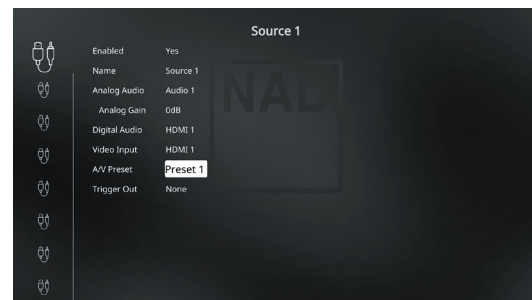 Source 1
Enabled Yes
Name Source 1
Analog Audio Audio 1
Analog Gain 0dB
Digital Audio HDMI 1
Video Input HDMI 1
A/V Preset Preset 1
Trigger Out None
NAD